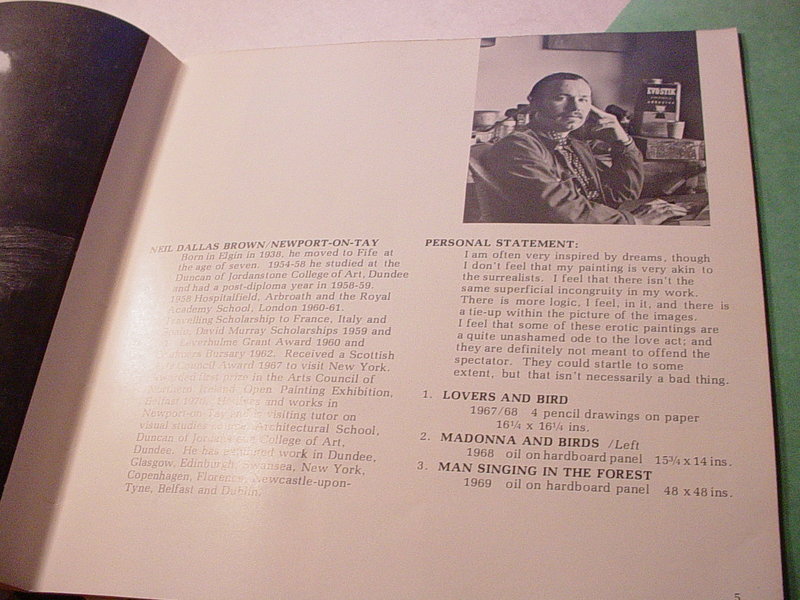 EVOSTIK
NEIL DALLAS BROWN/NEWPORT-ON-TAY
Born in Elgin in 1938, he moved to Fife at
the age of seven. 1954-58 he studied at the
Duncan of Jordanstone College of Art, Dundee
and had a post-diploma year in 1958-59.
1958 Hospitalfield, Arbroath and the Royal
Academy School, London 1960-61.
Travelling Scholarship to France, Italy and
David Murray Scholarships 1959 and
Leverhulme Grant Award 1960 and
Bursary 1962. Received a Scottish
Council Award 1967 to visit New York.
Awarded first prize in the Arts Council of
Northern Ireland Open Painting Exhibition,
Belfast 1970. He lives and works in
Newport-on-Tay and is visiting tutor on
visual studies course, Architectural School,
Duncan of Jordanstone College of Art,
Dundee. He has exhibited work in Dundee,
Glasgow, Edinburgh, Swansea, New York,
Copenhagen, Florence, Newcastle-upon-
Tyne, Belfast and Dublin.
PERSONAL STATEMENT:
I am often very inspired by dreams, though
I don't feel that my painting is very akin to
the surrealists. I feel that there isn't the
same superficial incongruity in my work.
There is more logic, I feel, in it, and there is
a tie-up within the picture of the images.
I feel that some of these erotic paintings are
a quite unashamed ode to the love act; and
they are definitely not meant to offend the
spectator. They could startle to some
extent, but that isn't necessarily a bad thing.
1. LOVERS AND BIRD
1967/68 4 pencil drawings on paper
16¼ x 16¼ ins.
2. MADONNA AND BIRDS /Left
1968 oil on hardboard panel 15¾ x 14 ins.
3. MAN SINGING IN THE FOREST
1969 oil on hardboard panel 48 x 48 ins.
5